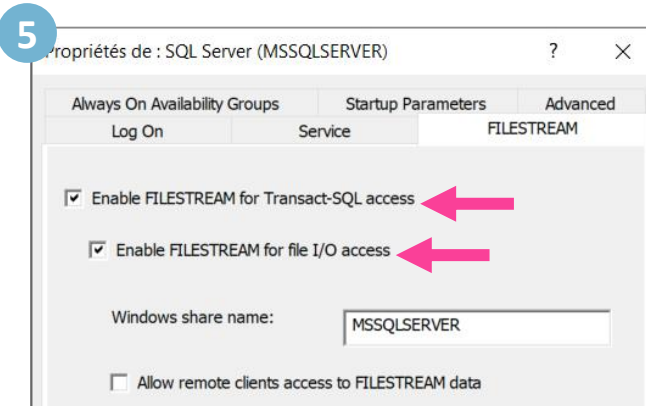 5
Propriétés de : SQL Server (MSSQLSERVER) ? ×
Always On Availability Groups Startup Parameters Advanced
Log On Service FILESTREAM
Enable FILESTREAM for Transact-SQL access
Enable FILESTREAM for file I/O access
Windows share name: MSSQLSERVER
Allow remote clients access to FILESTREAM data